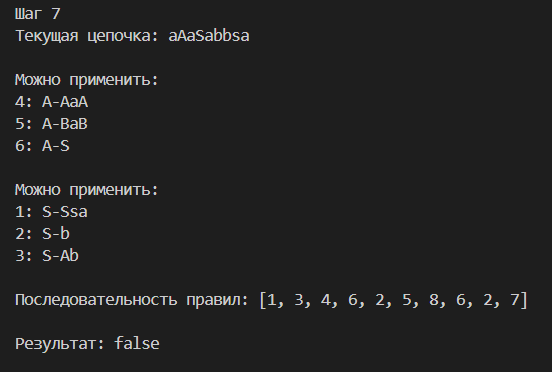 Шаг 7
Текущая цепочка: aAaSabbsa
Можно применить:
4: A-AaA
5: A-BaB
6: A-S
Можно применить:
1: S-Ssa
2: S-b
3: S-Ab
Последовательность правил: [1, 3, 4, 6, 2, 5, 8, 6, 2, 7]
Результат: false